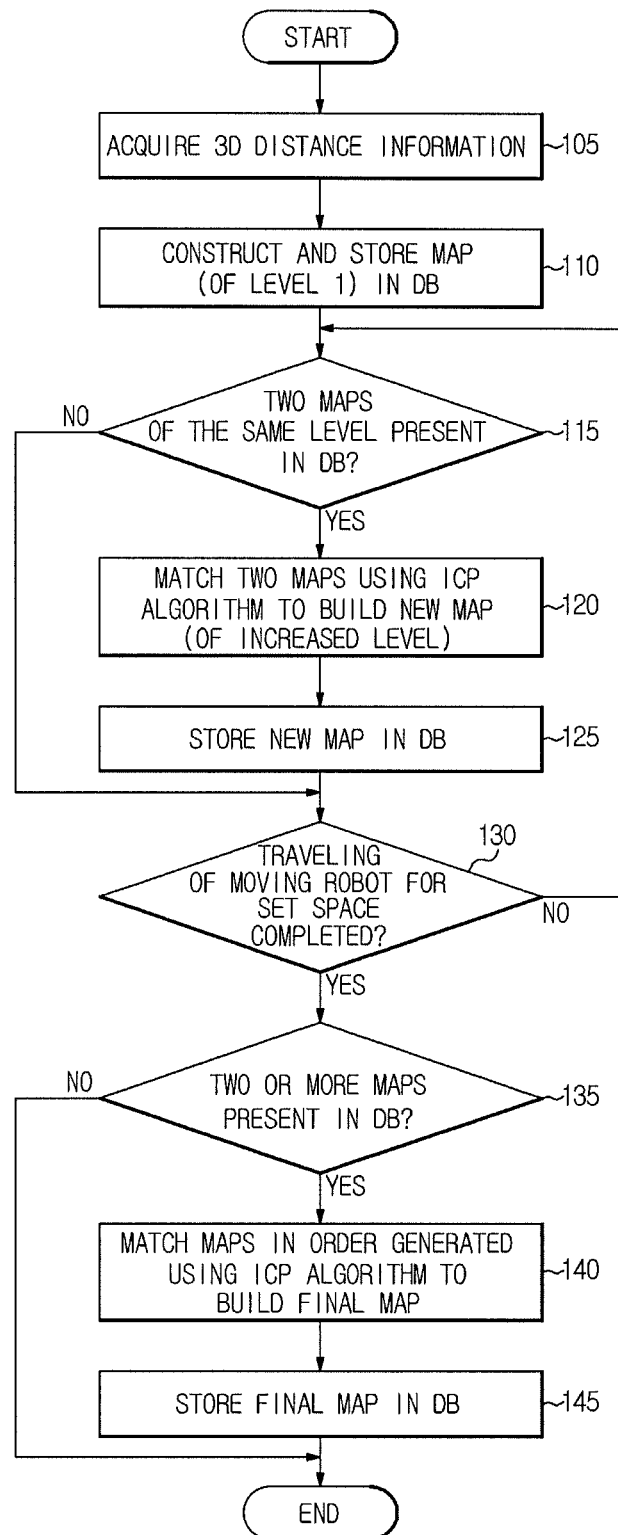 START
ACQUIRE 3D DISTANCE INFORMATION
105
CONSTRUCT AND STORE MAP
(OF LEVEL 1) IN DB
110
TWO MAPS
OF THE SAME LEVEL PRESENT
IN DB?
NO
115
YES
MATCH TWO MAPS USING ICP
ALGORITHM TO BUILD NEW MAP
(OF INCREASED LEVEL)
120
STORE NEW MAP IN DB
125
130
TRAVELING
OF MOVING ROBOT FOR
SET SPACE
COMPLETED?
NO
YES
NO
TWO OR MORE MAPS
PRESENT IN DB?
135
YES
MATCH MAPS IN ORDER GENERATED
USING ICP ALGORITHM TO
BUILD FINAL MAP
140
STORE FINAL MAP IN DB
145
END